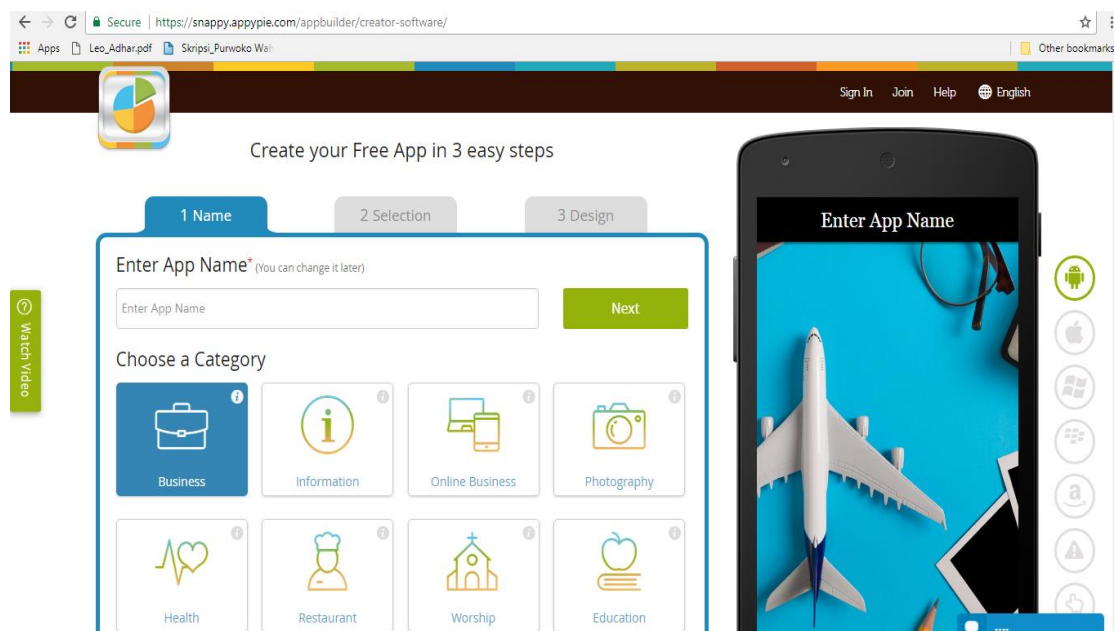 Secure | https://snappy.appypie.com/appbuilder/creator-software/
Apps Leo_Adhar.pdf Skripsi_Purwoko Wah Other bookmarks
Sign In Join Help English
Create your Free App in 3 easy steps
1 Name 2 Selection 3 Design
Enter App Name* (You can change it later)
Enter App Name Next
Choose a Category
Business Information Online Business Photography
Health Restaurant Worship Education
Watch Video
Enter App Name